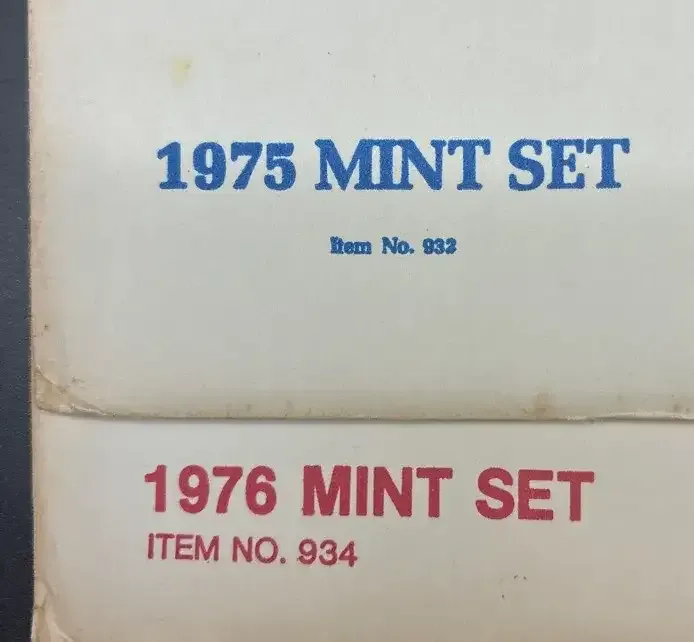 1975 MINT SET
Item No. 932
1976 MINT SET
ITEM NO. 934